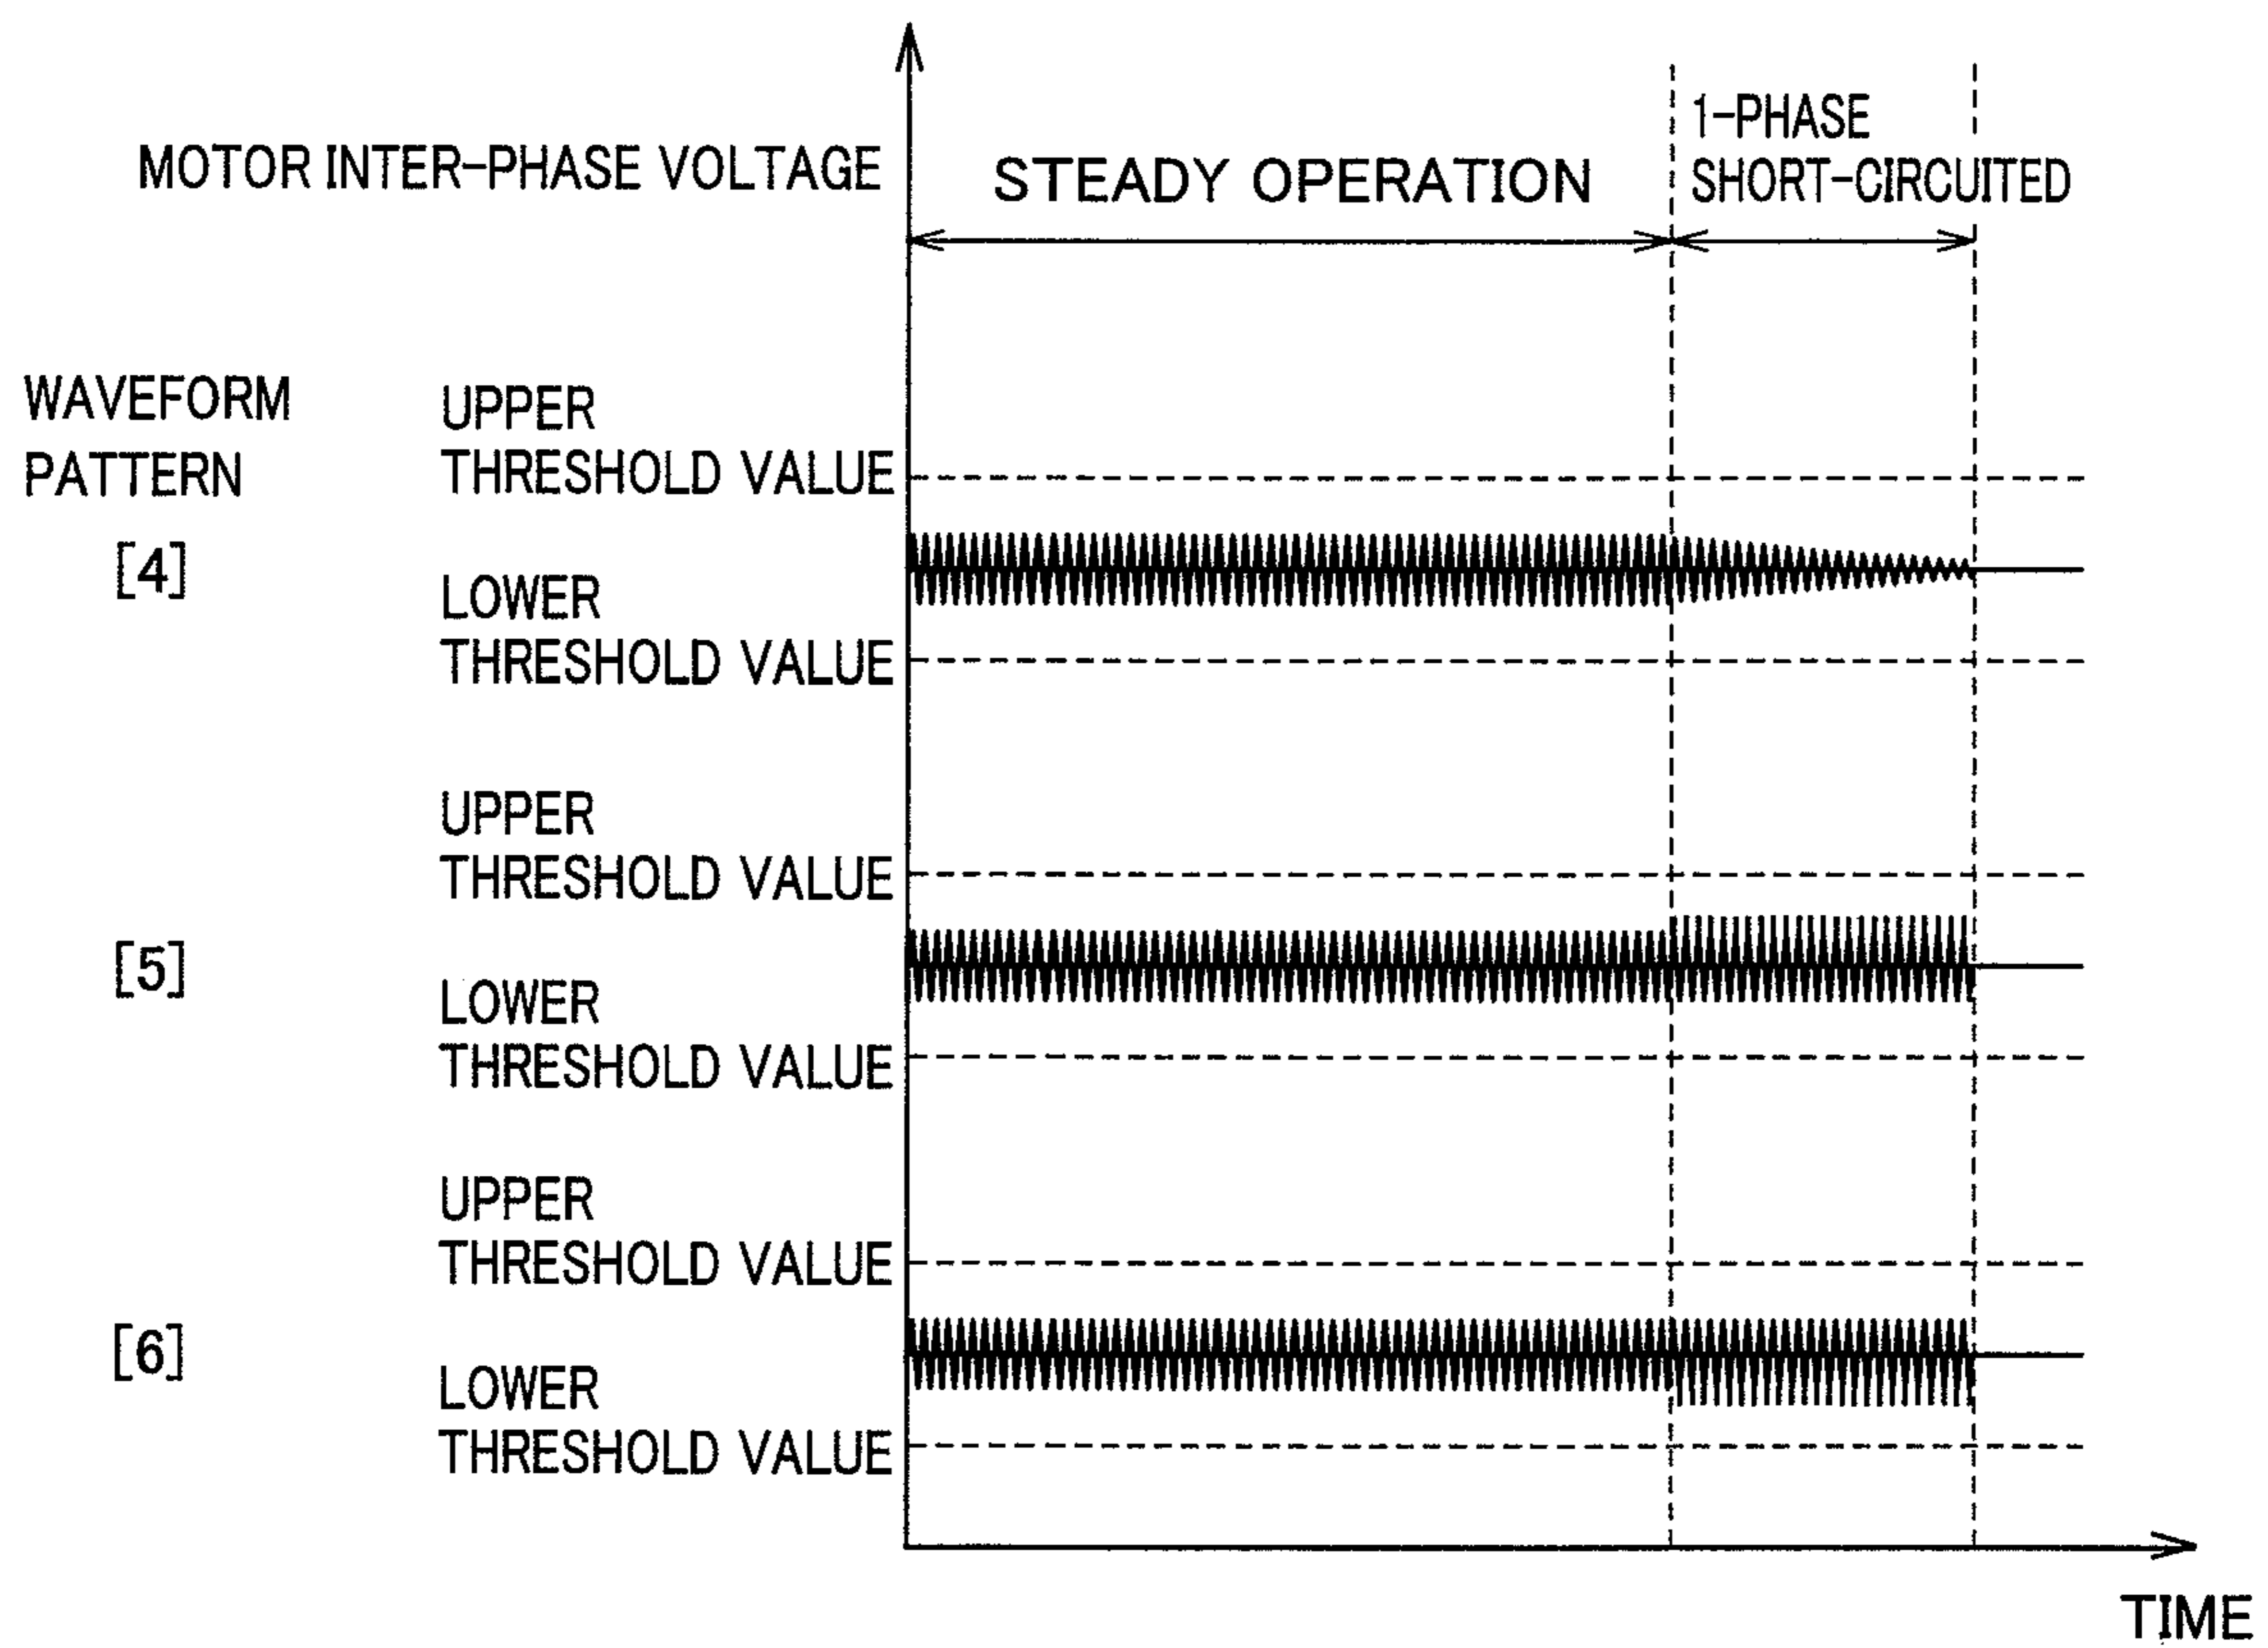 1-PHASE
MOTOR INTER-PHASE VOLTAGE
STEADY OPERATION
SHORT-CIRCUITED
WAVEFORM
PATTERN
UPPER
THRESHOLD VALUE
[4]
LOWER
THRESHOLD VALUE
UPPER
THRESHOLD VALUE
[5]
LOWER
THRESHOLD VALUE
UPPER
THRESHOLD VALUE
[6]
LOWER
THRESHOLD VALUE
TIME